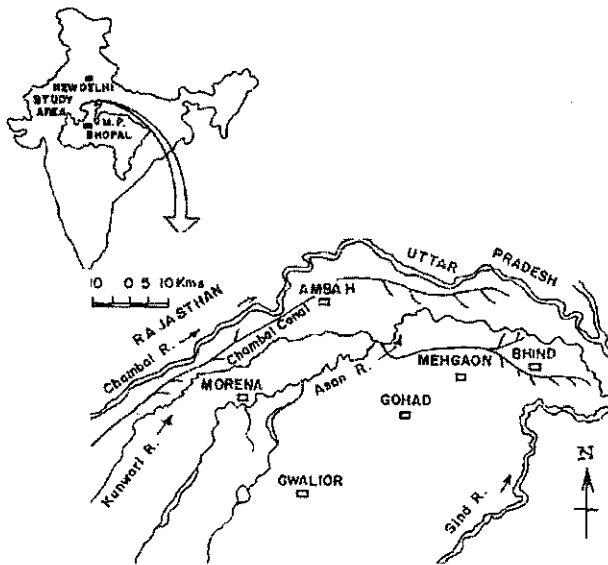 NEW DELHI
STUDY
AREA
M.P.
BHOPAL
10 0 5 10 Kms
RAJASTHAN
UTTAR PRADESH
AMBAH
Chambal R.
Chambal Canal
MORENA
Ason R.
MEHGAON
BHIND
GOHAD
Kunwari R.
GWALIOR
Sind R.
N